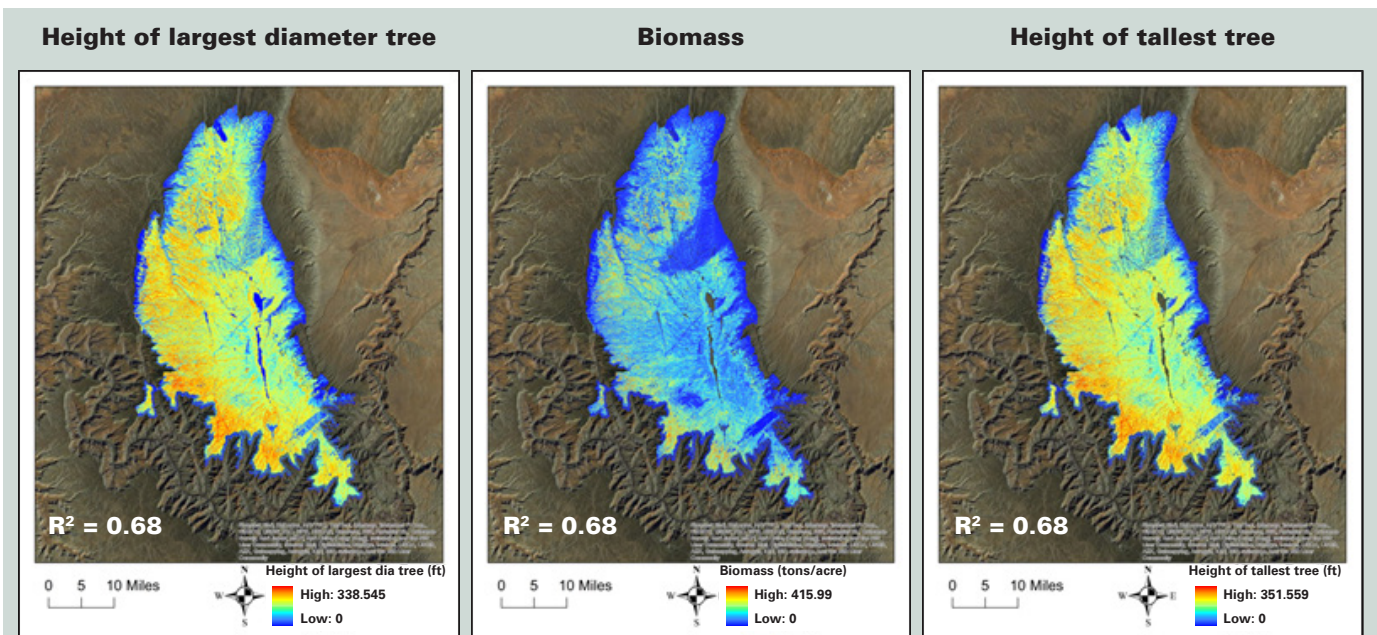 Height of largest diameter tree
Biomass
Height of tallest tree
R² = 0.68
R² = 0.68
R² = 0.68
0 5 10 Miles
N
W
S
Height of largest dia tree (ft)
High: 338.545
Low: 0
0 5 10 Miles
N
W E
S
Biomass (tons/acre)
High: 415.99
Low: 0
0 5 10 Miles
N
W E
S
Height of tallest tree (ft)
High: 351.559
Low: 0